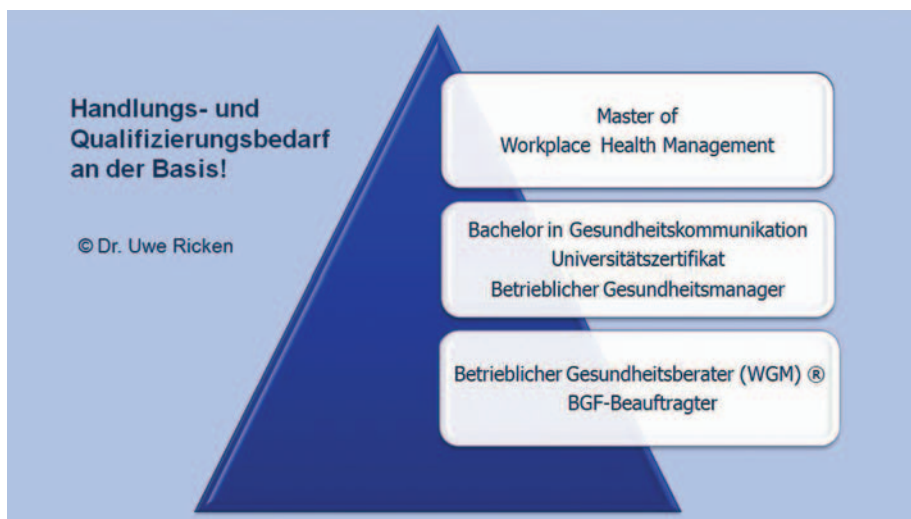 Handlungs- und
Qualifizierungsbedarf
an der Basis!
© Dr. Uwe Ricken
Master of
Workplace Health Management
Bachelor in Gesundheitskommunikation
Universitätszertifikat
Betrieblicher Gesundheitsmanager
Betrieblicher Gesundheitsberater (WGM) ®
BGF-Beauftragter